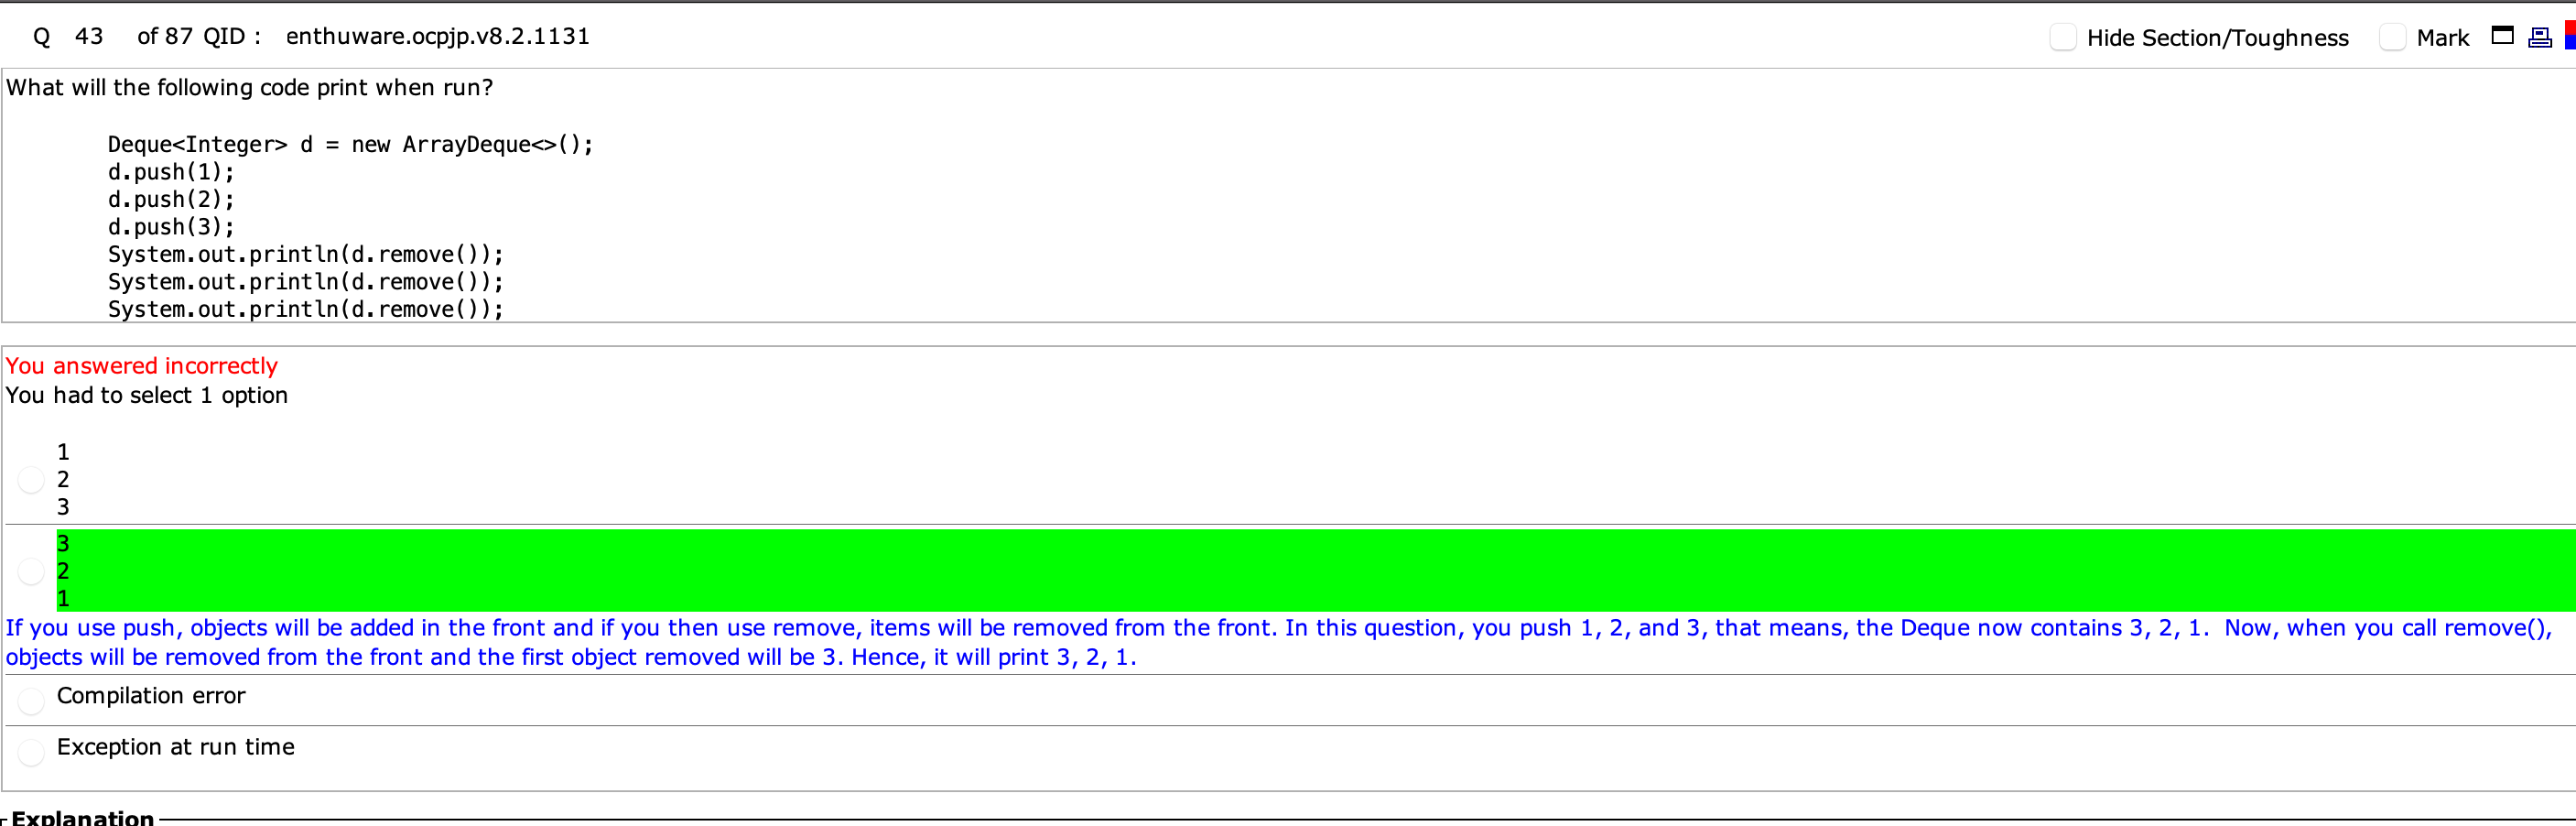 Q 43 of 87 QID : enthuware.ocpjp.v8.2.1131 Hide Section/Toughness Mark
What will the following code print when run?
Deque<Integer> d = new ArrayDeque<>();
d.push(1);
d.push(2);
d.push(3);
System.out.println(d.remove());
System.out.println(d.remove());
System.out.println(d.remove());
You answered incorrectly
You had to select 1 option
1
2
3
3
2
1
If you use push, objects will be added in the front and if you then use remove, items will be removed from the front. In this question, you push 1, 2, and 3, that means, the Deque now contains 3, 2, 1.  Now, when you call remove(),
objects will be removed from the front and the first object removed will be 3. Hence, it will print 3, 2, 1.
Compilation error
Exception at run time
Explanation